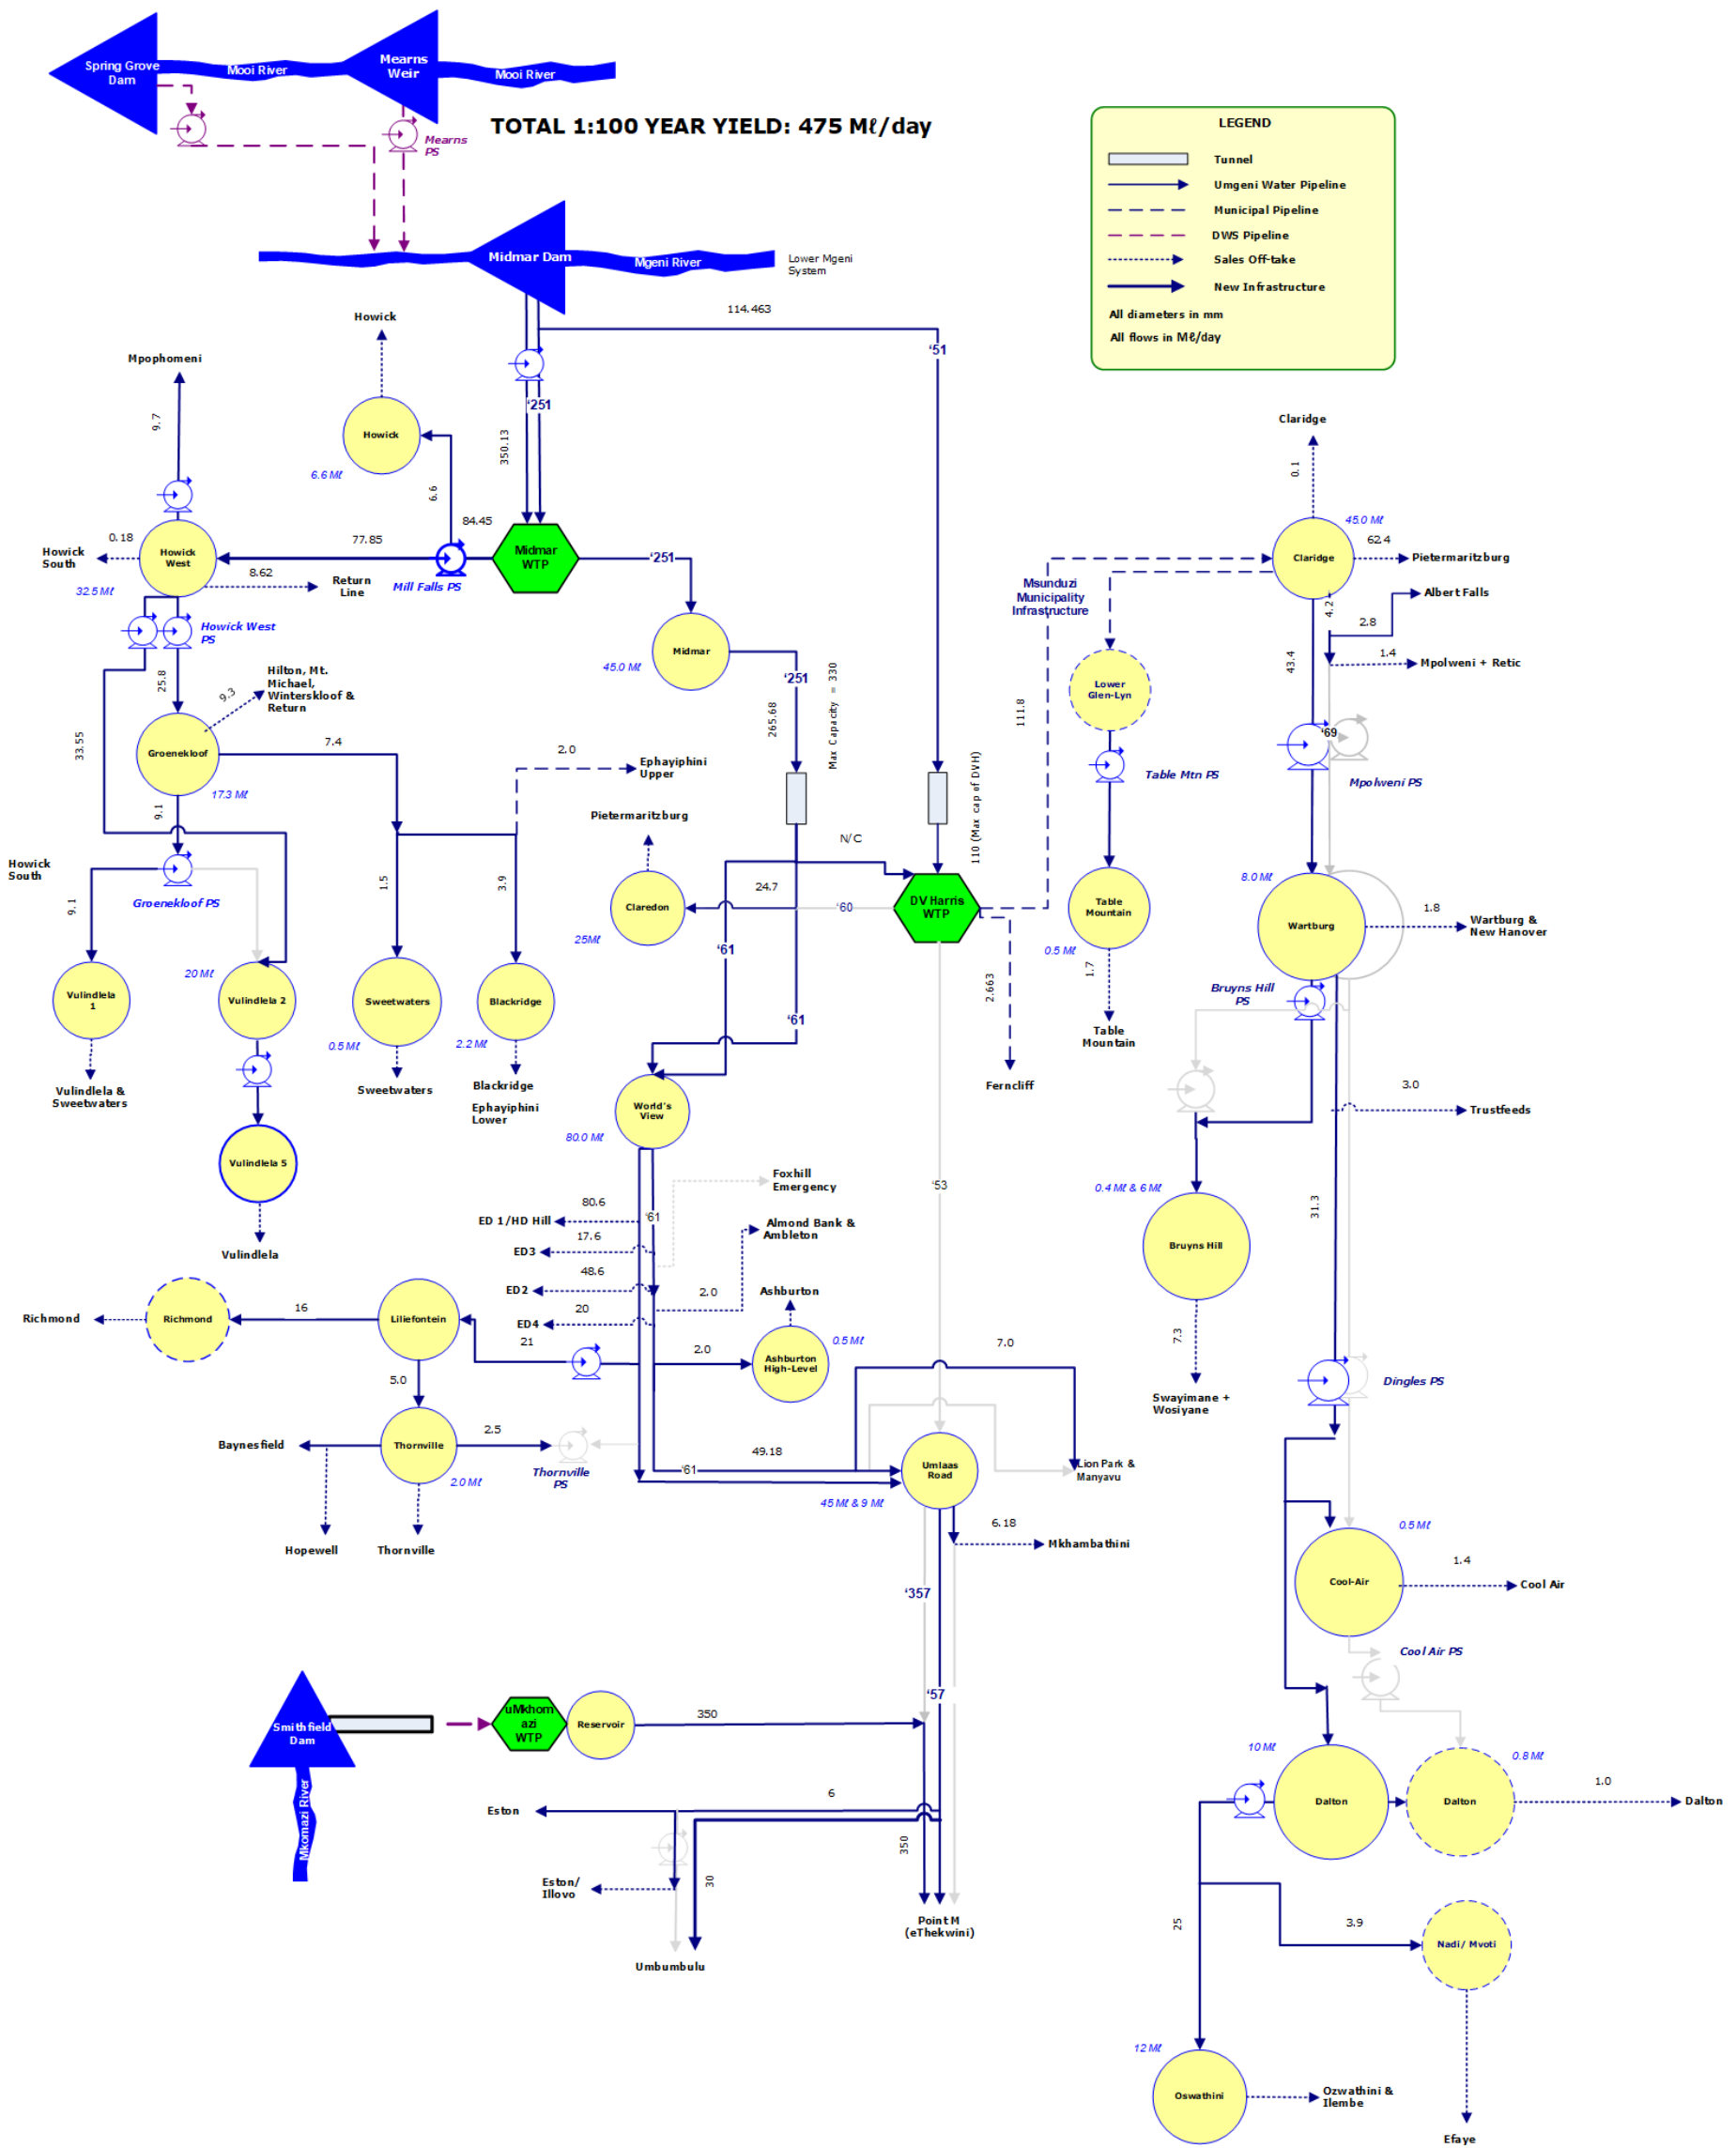 Spring Grove
Dam
Mooi River
Mearns
Weir
Mooi River
Mearns
PS
TOTAL 1:100 YEAR YIELD: 475 Mℓ/day
LEGEND
Tunnel
Umgeni Water Pipeline
Municipal Pipeline
DWS Pipeline
Sales Off-take
New Infrastructure
All diameters in mm
All flows in Mℓ/day
Midmar Dam
Mgeni River
Lower Mgeni
System
114.463
‘51
Howick
Mpophomeni
9.7
Howick
6.6 Mℓ
6.6
350.13
‘251
84.45
77.85
0.18
Howick
South
Howick
West
32.5 Mℓ
8.62
Return
Line
Mill Falls PS
Midmar
WTP
‘251
Howick West
PS
25.8
Hilton, Mt.
Michael,
Winterskloof &
Return
9.3
Midmar
45.0 Mℓ
‘251
265.68
Max Capacity = 330
33.55
Groenekloof
17.3 Mℓ
7.4
9.1
2.0
Ephayiphini
Upper
Pietermaritzburg
N/C
110 (Max cap of DVH)
Howick
South
Groenekloof PS
9.1
1.5
3.9
Claredon
25Mℓ
24.7
‘60
DV Harris
WTP
‘61
‘61
2.663
Ferncliff
20 Mℓ
Vulindlela
1
Vulindlela 2
Sweetwaters
0.5 Mℓ
Blackridge
2.2 Mℓ
Vulindlela &
Sweetwaters
Sweetwaters
Blackridge
Ephayiphini
Lower
Vulindlela 5
Vulindlela
World's
View
80.0 Mℓ
Claridge
0.1
45.0 Mℓ
Claridge
62.4
Pietermaritzburg
4.2
Albert Falls
2.8
1.4
Mpolweni + Retic
Msunduzi
Municipality
Infrastructure
111.8
Lower
Glen-Lyn
Table Mtn PS
Table
Mountain
0.5 Mℓ
1.7
Table
Mountain
43.4
‘69
Mpolweni PS
8.0 Mℓ
Wartburg
1.8
Wartburg &
New Hanover
Bruyns Hill
PS
3.0
Trustfeeds
0.4 Mℓ & 6 Mℓ
Bruyns Hill
31.3
7.3
Swayimane +
Wosiyane
Dingles PS
‘53
Foxhill
Emergency
80.6
ED 1/HD Hill
‘61
17.6
ED3
Almond Bank &
Ambleton
48.6
ED2
2.0
20
ED4
Ashburton
0.5 Mℓ
Ashburton
High-Level
2.0
21
7.0
Richmond
Richmond
16
Liliefontein
5.0
Baynesfield
Thornville
2.0 Mℓ
2.5
Thornville
PS
Hopewell
Thornville
49.18
‘61
Umlaas
Road
45 Mℓ & 9 Mℓ
Lion Park &
Manyavu
6.18
Mkhambathini
‘357
0.5 Mℓ
Cool-Air
1.4
Cool Air
Cool Air PS
Smithfield
Dam
Mkomazi River
uMkhom
azi
WTP
Reservoir
350
‘57
6
Eston
350
30
Eston/
Illovo
Umbumbulu
Point M
(eThekwini)
10 Mℓ
Dalton
0.8 Mℓ
Dalton
1.0
Dalton
25
3.9
Nadi/ Mvoti
12 Mℓ
Oswathini
Ozwathini &
Ilembe
Efaye